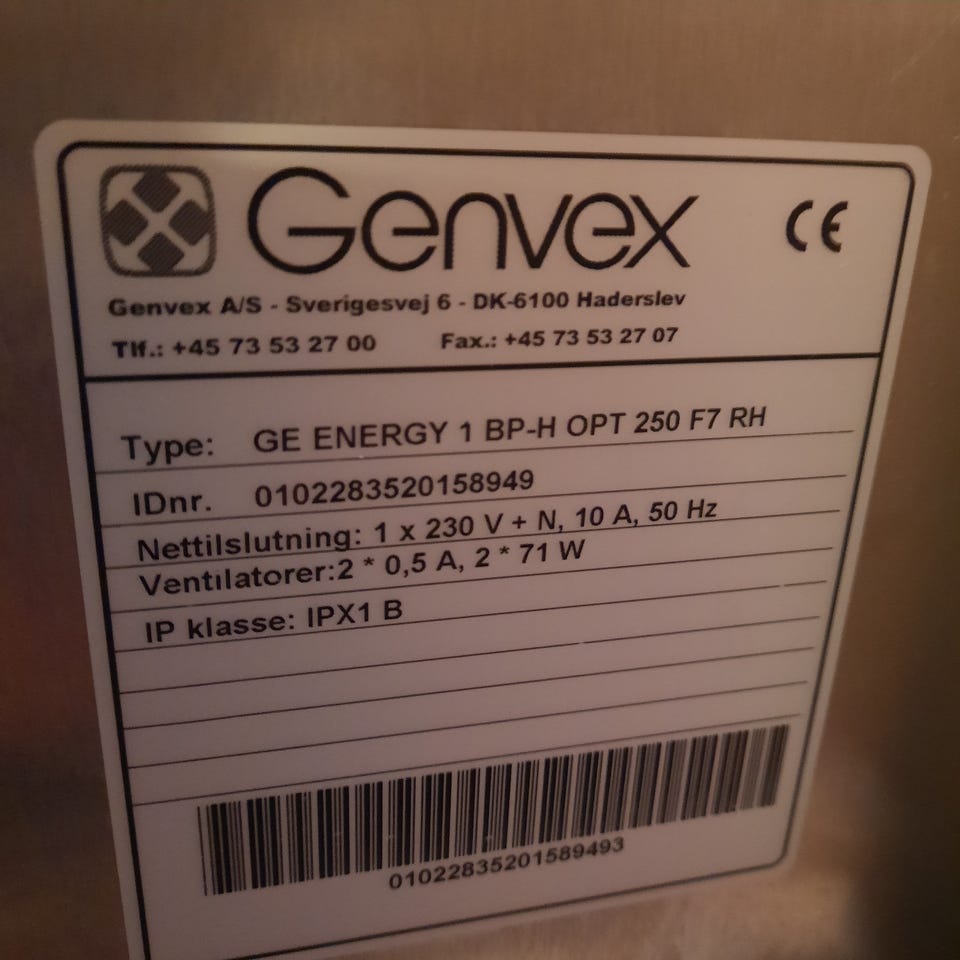 Genvex CE
Genvex A/S - Sverigesvej 6 - DK-6100 Haderslev
Tlf.: +45 73 53 27 00 Fax.: +45 73 53 27 07
Type: GE ENERGY 1 BP-H OPT 250 F7 RH
IDnr. 0102283520158949
Nettilslutning: 1 x 230 V + N, 10 A, 50 Hz
Ventilatorer:2 * 0,5 A, 2 * 71 W
IP klasse: IPX1 B
01022835201589493